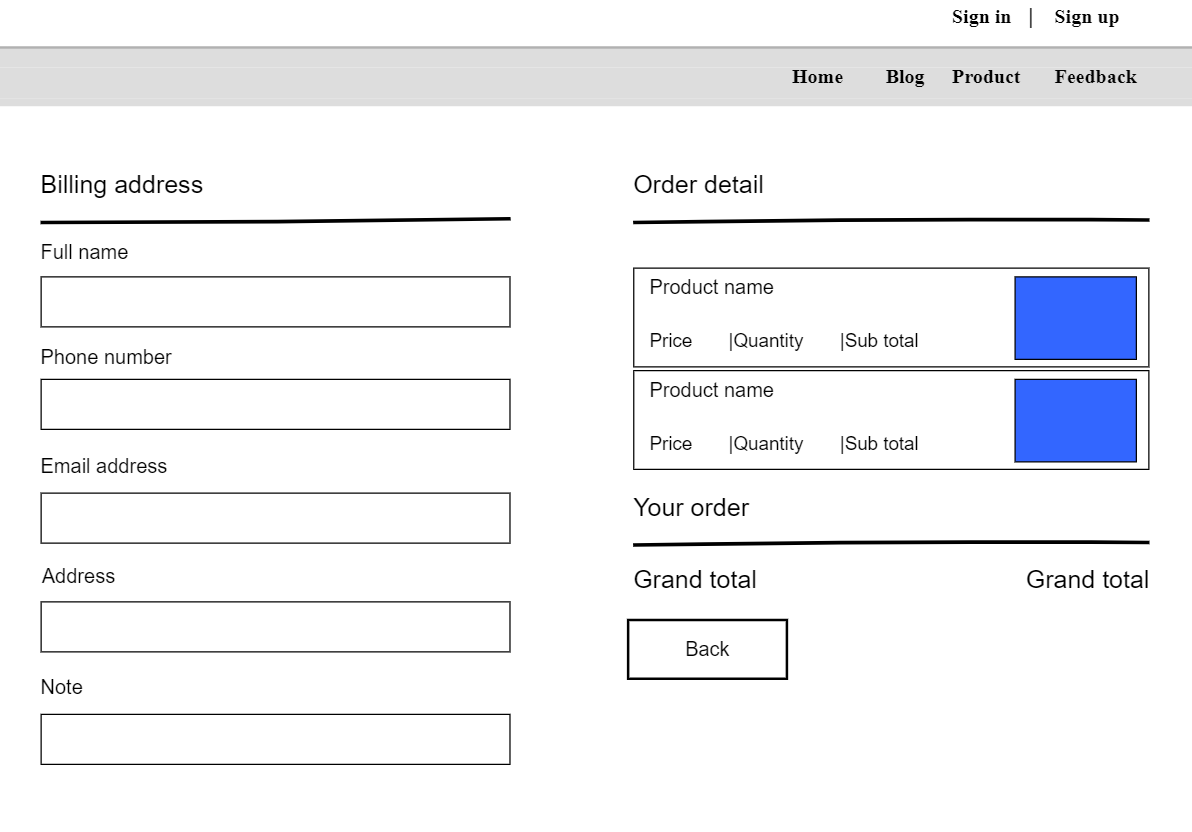 Sign in | Sign up
Home Blog Product Feedback
Billing address
Full name
Phone number
Email address
Address
Note
Order detail
Product name
Price |Quantity |Sub total
Product name
Price |Quantity |Sub total
Your order
Grand total Grand total
Back